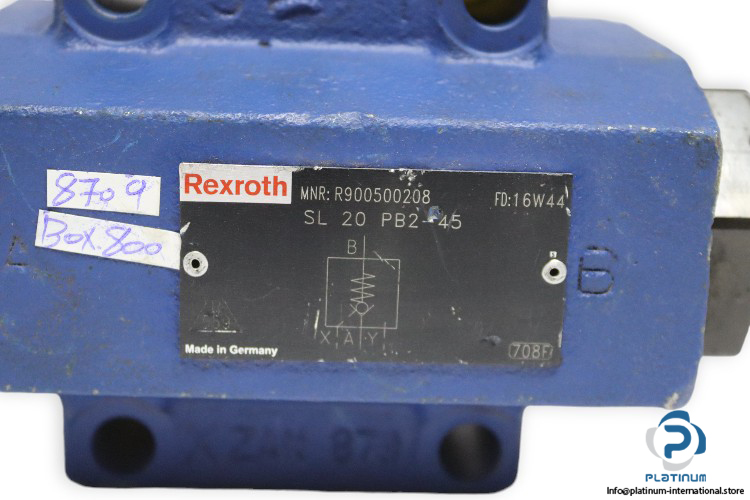 8709
Box.800
Rexroth
MNR: R900500208
FD:16W44
SL 20 PB2-45
B
X A Y
Made in Germany
708F
B
PLATINUM
Info@platinum-international.store